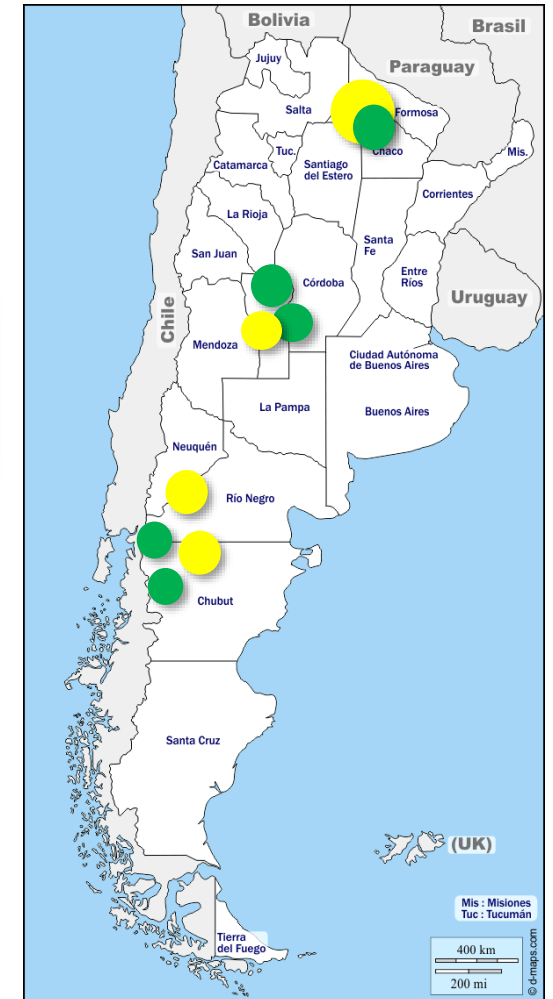 Bolivia
Brasil
Jujuy
Paraguay
Salta
Formosa
Chaco
Tuc.
Mis.
Catamarca
Santiago
del Estero
Corrientes
La Rioja
Santa
Fe
San Juan
Entre
Ríos
Córdoba
Uruguay
Chile
Mendoza
Ciudad Autónoma
de Buenos Aires
La Pampa
Buenos Aires
Neuquén
Río Negro
Chubut
Santa Cruz
(UK)
Mis : Misiones
Tuc : Tucumán
Tierra
del Fuego
400 km
200 mi
© d-maps.com